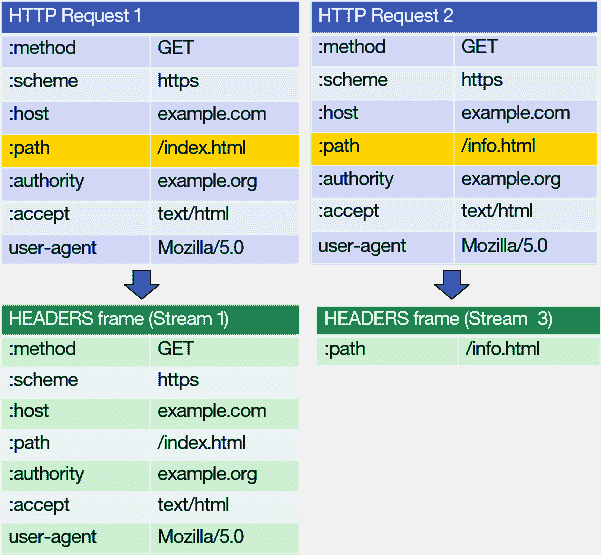 HTTP Request 1
:method GET
:scheme https
:host example.com
:path /index.html
:authority example.org
:accept text/html
user-agent Mozilla/5.0
HTTP Request 2
:method GET
:scheme https
:host example.com
:path /info.html
:authority example.org
:accept text/html
user-agent Mozilla/5.0
HEADERS frame (Stream 1)
:method GET
:scheme https
:host example.com
:path /index.html
:authority example.org
:accept text/html
user-agent Mozilla/5.0
HEADERS frame (Stream 3)
:path /info.html